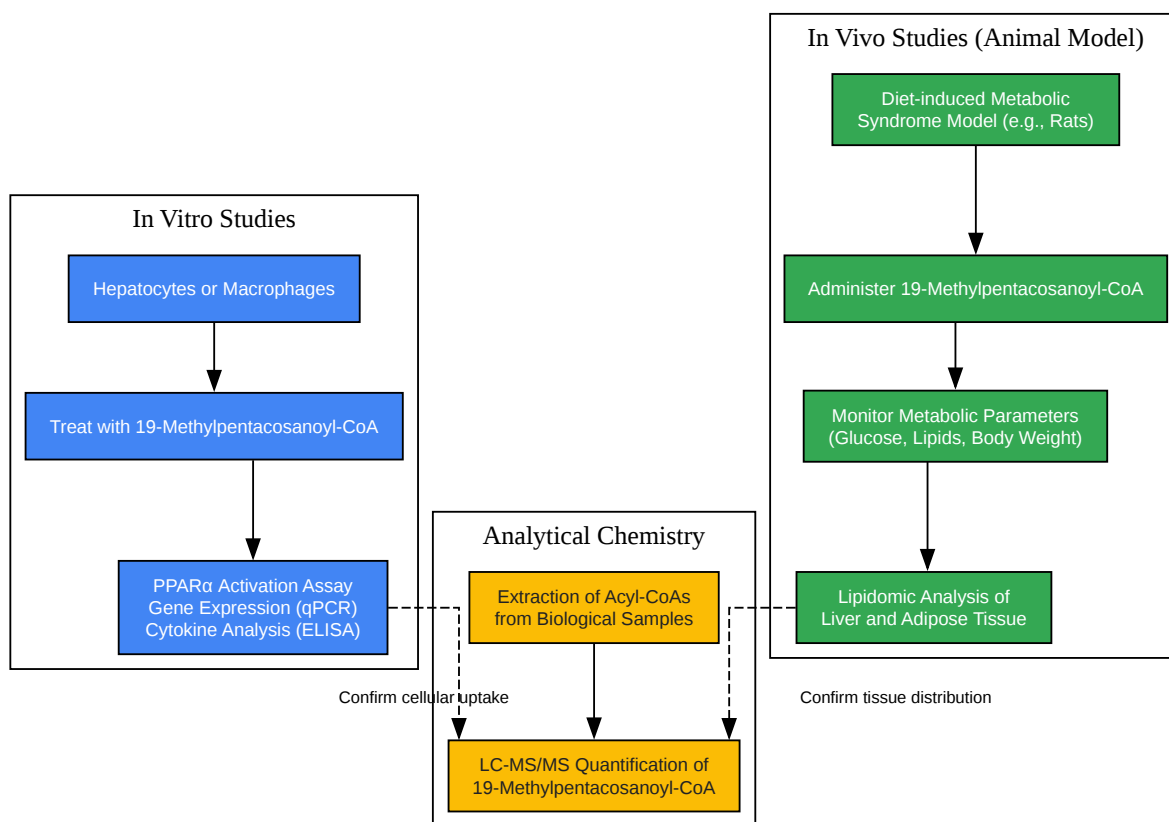 In Vitro Studies
Hepatocytes or Macrophages
Treat with 19-Methylpentacosanoyl-CoA
PPARα Activation Assay
Gene Expression (qPCR)
Cytokine Analysis (ELISA)
Confirm cellular uptake
Analytical Chemistry
Extraction of Acyl-CoAs
from Biological Samples
LC-MS/MS Quantification of
19-Methylpentacosanoyl-CoA
In Vivo Studies (Animal Model)
Diet-induced Metabolic
Syndrome Model (e.g., Rats)
Administer 19-Methylpentacosanoyl-CoA
Monitor Metabolic Parameters
(Glucose, Lipids, Body Weight)
Lipidomic Analysis of
Liver and Adipose Tissue
Confirm tissue distribution